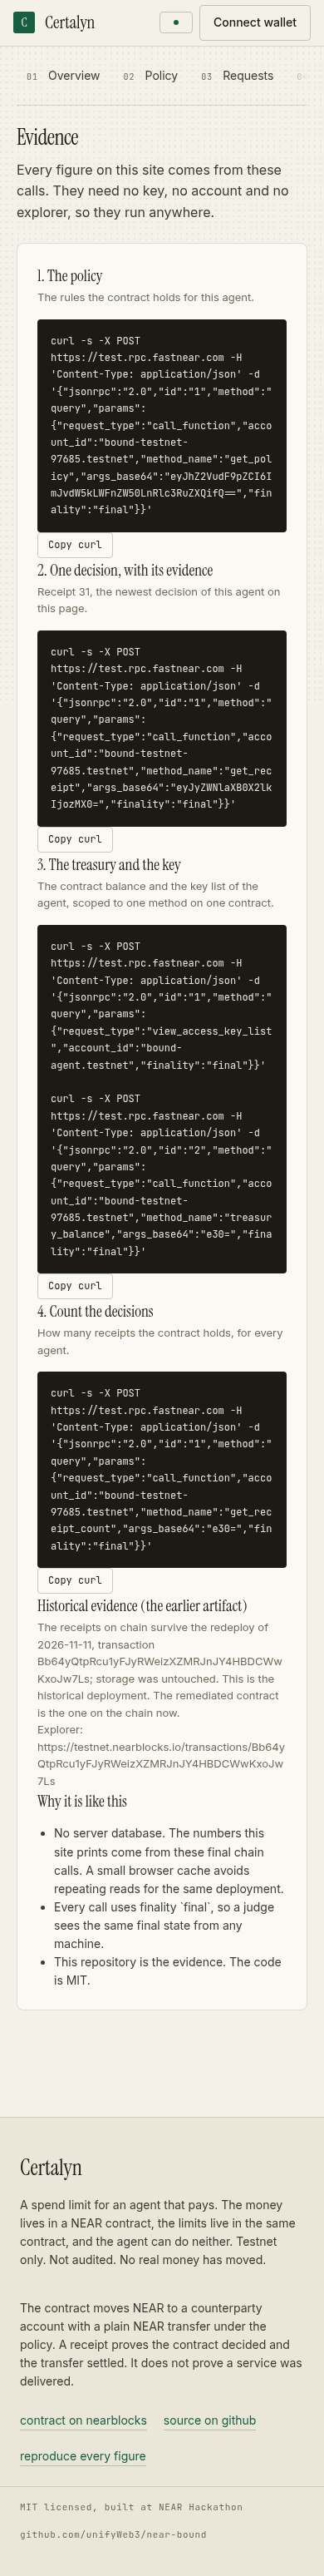 C Certalyn
Connect wallet
01 Overview 02 Policy 03 Requests
Evidence
Every figure on this site comes from these
calls. They need no key, no account and no
explorer, so they run anywhere.
1. The policy
The rules the contract holds for this agent.
curl -s -X POST
https://test.rpc.fastnear.com -H
'Content-Type: application/json' -d
'{"jsonrpc":"2.0","id":"1","method":"
query","params":
{"request_type":"call_function","acco
unt_id":"bound-testnet-
97685.testnet","method_name":"get_pol
icy","args_base64":"eyJhZ2VudF9pZCI6I
mJvdW5kLWFnZW50LnRlc3RuZXQifQ==","fin
ality":"final"}}'
Copy curl
2. One decision, with its evidence
Receipt 31, the newest decision of this agent on
this page.
curl -s -X POST
https://test.rpc.fastnear.com -H
'Content-Type: application/json' -d
'{"jsonrpc":"2.0","id":"1","method":"
query","params":
{"request_type":"call_function","acco
unt_id":"bound-testnet-
97685.testnet","method_name":"get_rec
eipt","args_base64":"eyJyZWNlaXB0X2lk
IjozMX0=","finality":"final"}}'
Copy curl
3. The treasury and the key
The contract balance and the key list of the
agent, scoped to one method on one contract.
curl -s -X POST
https://test.rpc.fastnear.com -H
'Content-Type: application/json' -d
'{"jsonrpc":"2.0","id":"1","method":"
query","params":
{"request_type":"view_access_key_list
","account_id":"bound-
agent.testnet","finality":"final"}}'
curl -s -X POST
https://test.rpc.fastnear.com -H
'Content-Type: application/json' -d
'{"jsonrpc":"2.0","id":"2","method":"
query","params":
{"request_type":"call_function","acco
unt_id":"bound-testnet-
97685.testnet","method_name":"treasur
y_balance","args_base64":"e30=","fina
lity":"final"}}'
Copy curl
4. Count the decisions
How many receipts the contract holds, for every
agent.
curl -s -X POST
https://test.rpc.fastnear.com -H
'Content-Type: application/json' -d
'{"jsonrpc":"2.0","id":"1","method":"
query","params":
{"request_type":"call_function","acco
unt_id":"bound-testnet-
97685.testnet","method_name":"get_rec
eipt_count","args_base64":"e30=","fin
ality":"final"}}'
Copy curl
Historical evidence (the earlier artifact)
The receipts on chain survive the redeploy of
2026-11-11, transaction
Bb64yQtpRcu1yFJyRWeizXZMRJnJY4HBDCWw
KxoJw7Ls; storage was untouched. This is the
historical deployment. The remediated contract
is the one on the chain now.
Explorer:
https://testnet.nearblocks.io/transactions/Bb64y
QtpRcu1yFJyRWeizXZMRJnJY4HBDCWwKxoJw
7Ls
Why it is like this
• No server database. The numbers this
site prints come from these final chain
calls. A small browser cache avoids
repeating reads for the same deployment.
• Every call uses finality `final`, so a judge
sees the same final state from any
machine.
• This repository is the evidence. The code
is MIT.
Certalyn
A spend limit for an agent that pays. The money
lives in a NEAR contract, the limits live in the same
contract, and the agent can do neither. Testnet
only. Not audited. No real money has moved.
The contract moves NEAR to a counterparty
account with a plain NEAR transfer under the
policy. A receipt proves the contract decided and
the transfer settled. It does not prove a service was
delivered.
contract on nearblocks source on github
reproduce every figure
MIT licensed, built at NEAR Hackathon
github.com/unifyWeb3/near-bound